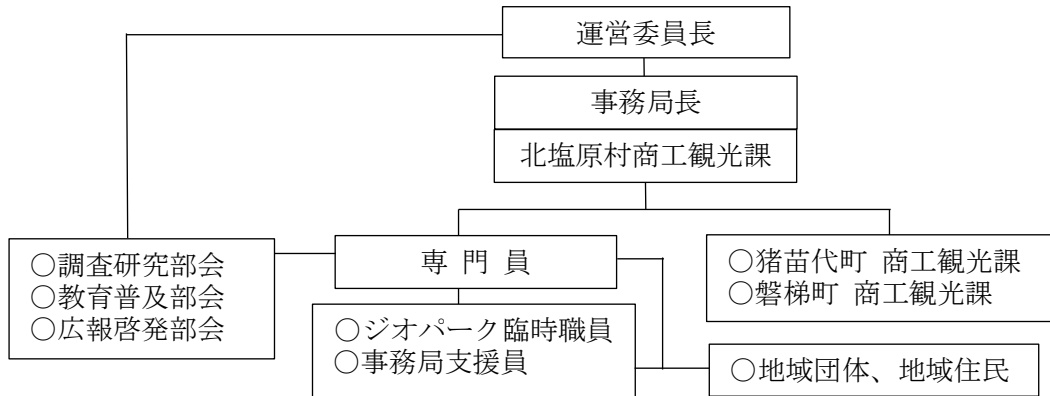 運営委員長
事務局長
北塩原村商工観光課
○調査研究部会
○教育普及部会
○広報啓発部会
専 門 員
○猪苗代町 商工観光課
○磐梯町 商工観光課
○ジオパーク臨時職員
○事務局支援員
○地域団体、地域住民